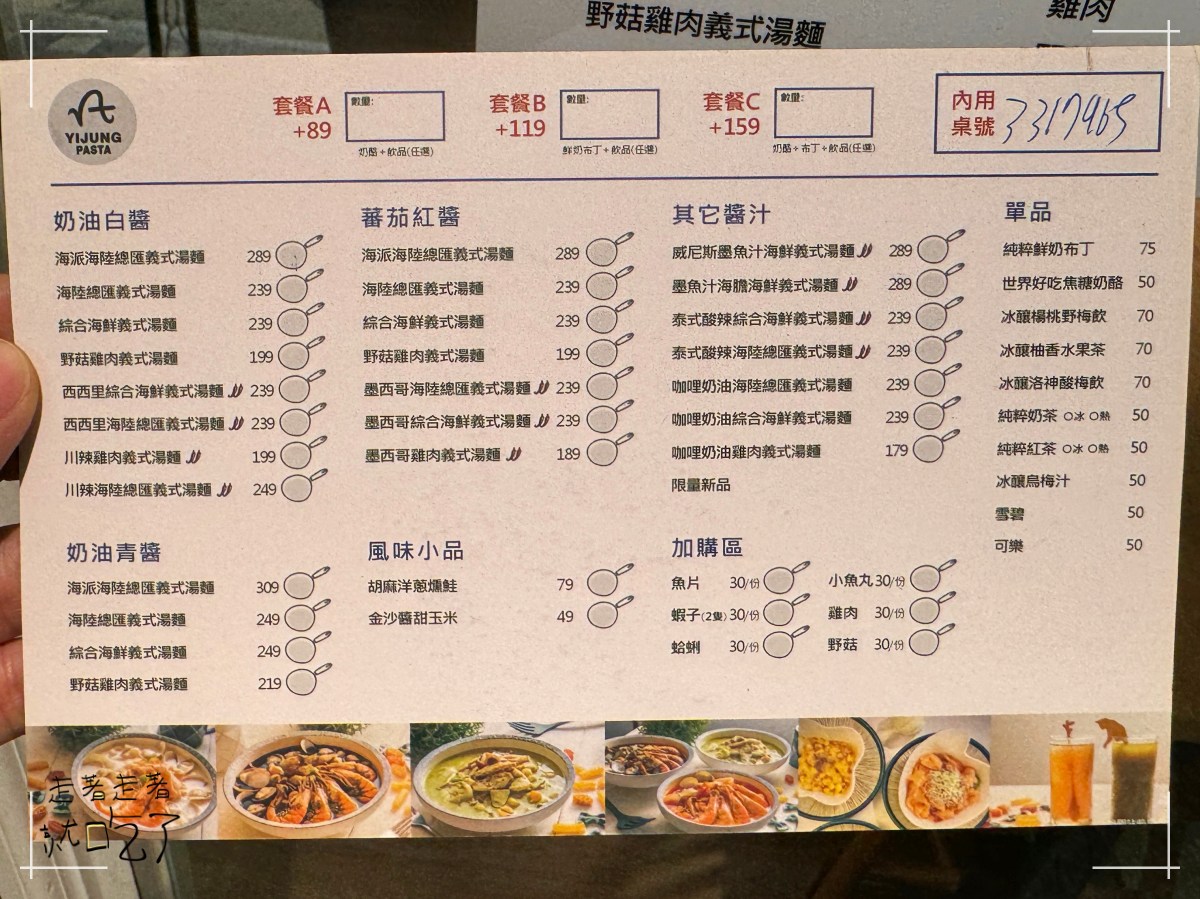 野菇雞肉義式湯麵
雞肉
YIJUNG
PASTA
套餐A
+89
數量:
奶酪+飲品(任選)
套餐B
+119
數量:
鮮奶布丁+飲品(任選)
套餐C
+159
數量:
奶酪+布丁+飲品(任選)
內用
桌號
3317965
奶油白醬
海派海陸總匯義式湯麵 289
海陸總匯義式湯麵 239
綜合海鮮義式湯麵 239
野菇雞肉義式湯麵 199
西西里綜合海鮮義式湯麵 239
西西里海陸總匯義式湯麵 239
川辣雞肉義式湯麵 199
川辣海陸總匯義式湯麵 249
蕃茄紅醬
海派海陸總匯義式湯麵 289
海陸總匯義式湯麵 239
綜合海鮮義式湯麵 239
野菇雞肉義式湯麵 199
墨西哥海陸總匯義式湯麵 239
墨西哥綜合海鮮義式湯麵 239
墨西哥雞肉義式湯麵 189
其它醬汁
威尼斯墨魚汁海鮮義式湯麵 289
墨魚汁海膽海鮮義式湯麵 289
泰式酸辣綜合海鮮義式湯麵 239
泰式酸辣海陸總匯義式湯麵 239
咖哩奶油海陸總匯義式湯麵 239
咖哩奶油綜合海鮮義式湯麵 239
咖哩奶油雞肉義式湯麵 179
限量新品
單品
純粹鮮奶布丁 75
世界好吃焦糖奶酪 50
冰釀楊桃野梅飲 70
冰釀柚香水果茶 70
冰釀洛神酸梅飲 70
純粹奶茶 ○冰 ○熱 50
純粹紅茶 ○冰 ○熱 50
冰釀烏梅汁 50
雪碧 50
可樂 50
奶油青醬
海派海陸總匯義式湯麵 309
海陸總匯義式湯麵 249
綜合海鮮義式湯麵 249
野菇雞肉義式湯麵 219
風味小品
胡麻洋蔥燻鮭 79
金沙醬甜玉米 49
加購區
魚片 30/份
小魚丸30/份
蝦子(2隻) 30/份
雞肉 30/份
蛤蜊 30/份
野菇 30/份
走著走著
就口吃了